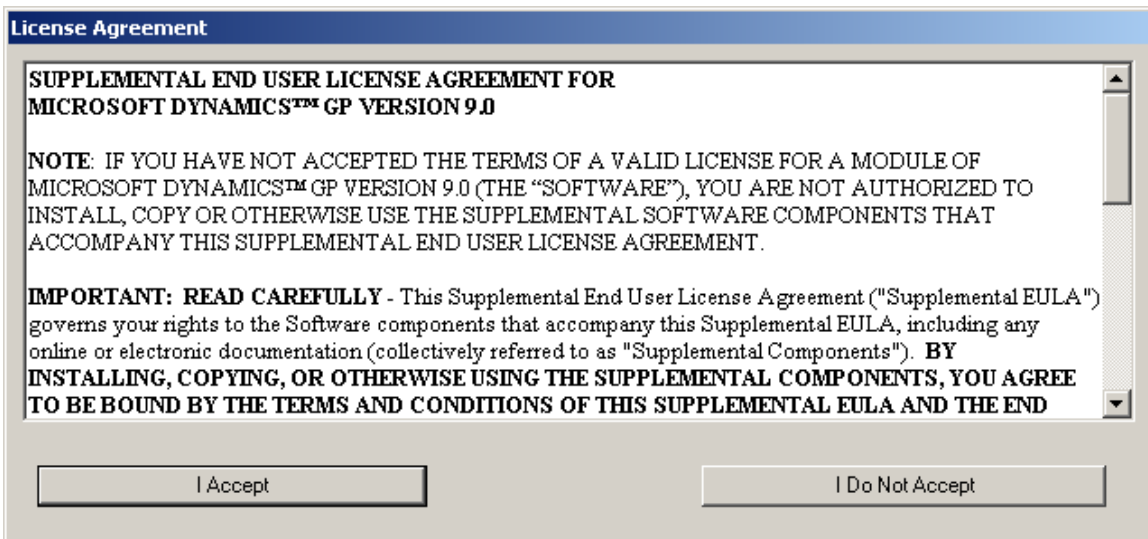 License Agreement
SUPPLEMENTAL END USER LICENSE AGREEMENT FOR
MICROSOFT DYNAMICS™ GP VERSION 9.0
NOTE:  IF YOU HAVE NOT ACCEPTED THE TERMS OF A VALID LICENSE FOR A MODULE OF
MICROSOFT DYNAMICS™ GP VERSION 9.0 (THE “SOFTWARE”), YOU ARE NOT AUTHORIZED TO
INSTALL, COPY OR OTHERWISE USE THE SUPPLEMENTAL SOFTWARE COMPONENTS THAT
ACCOMPANY THIS SUPPLEMENTAL END USER LICENSE AGREEMENT.
IMPORTANT:  READ CAREFULLY - This Supplemental End User License Agreement ("Supplemental EULA")
governs your rights to the Software components that accompany this Supplemental EULA, including any
online or electronic documentation (collectively referred to as "Supplemental Components").  BY
INSTALLING, COPYING, OR OTHERWISE USING THE SUPPLEMENTAL COMPONENTS, YOU AGREE
TO BE BOUND BY THE TERMS AND CONDITIONS OF THIS SUPPLEMENTAL EULA AND THE END
I Accept
I Do Not Accept